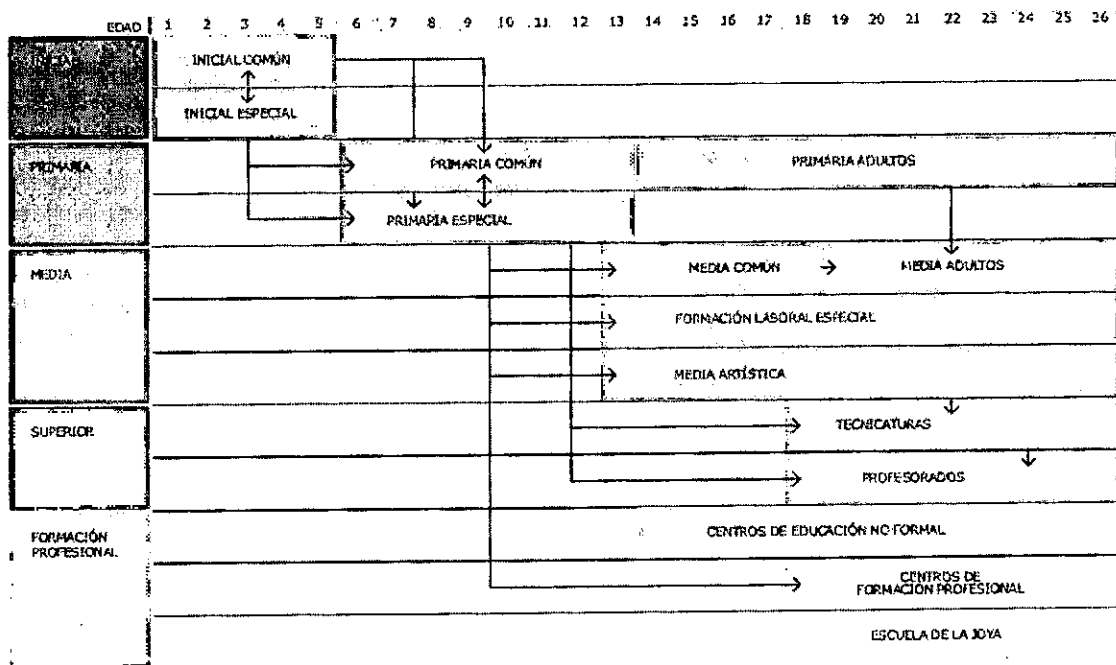 EDAD 1 2 3 4 5 6 7 8 9 10 11 12 13 14 15 16 17 18 19 20 21 22 23 24 25 26
INICIAL
INICIAL COMÚN
INICIAL ESPECIAL
PRIMARIA
PRIMARIA COMÚN
PRIMARIA ADULTOS
PRIMARIA ESPECIAL
MEDIA
MEDIA COMÚN
MEDIA ADULTOS
FORMACIÓN LABORAL ESPECIAL
MEDIA ARTÍSTICA
SUPERIOR
TECNICATURAS
PROFESORADOS
FORMACIÓN
PROFESIONAL
CENTROS DE EDUCACIÓN NO FORMAL
CENTROS DE
FORMACIÓN PROFESIONAL
ESCUELA DE LA JOYA